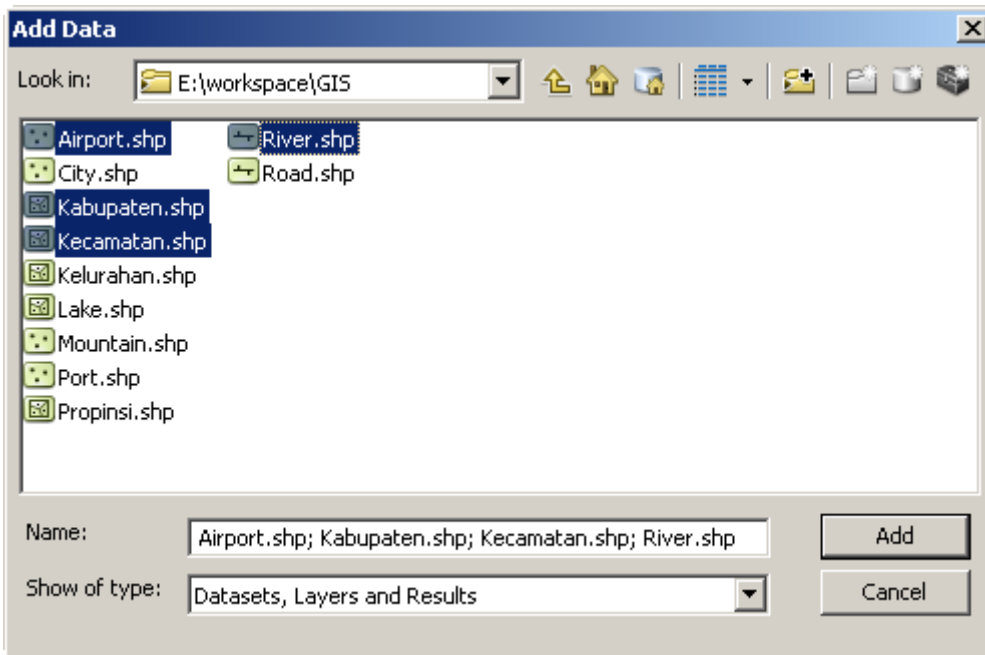 Add Data
Look in:
E:\workspace\GIS
Airport.shp
City.shp
Kabupaten.shp
Kecamatan.shp
Kelurahan.shp
Lake.shp
Mountain.shp
Port.shp
Propinsi.shp
River.shp
Road.shp
Name:
Airport.shp; Kabupaten.shp; Kecamatan.shp; River.shp
Add
Show of type:
Datasets, Layers and Results
Cancel